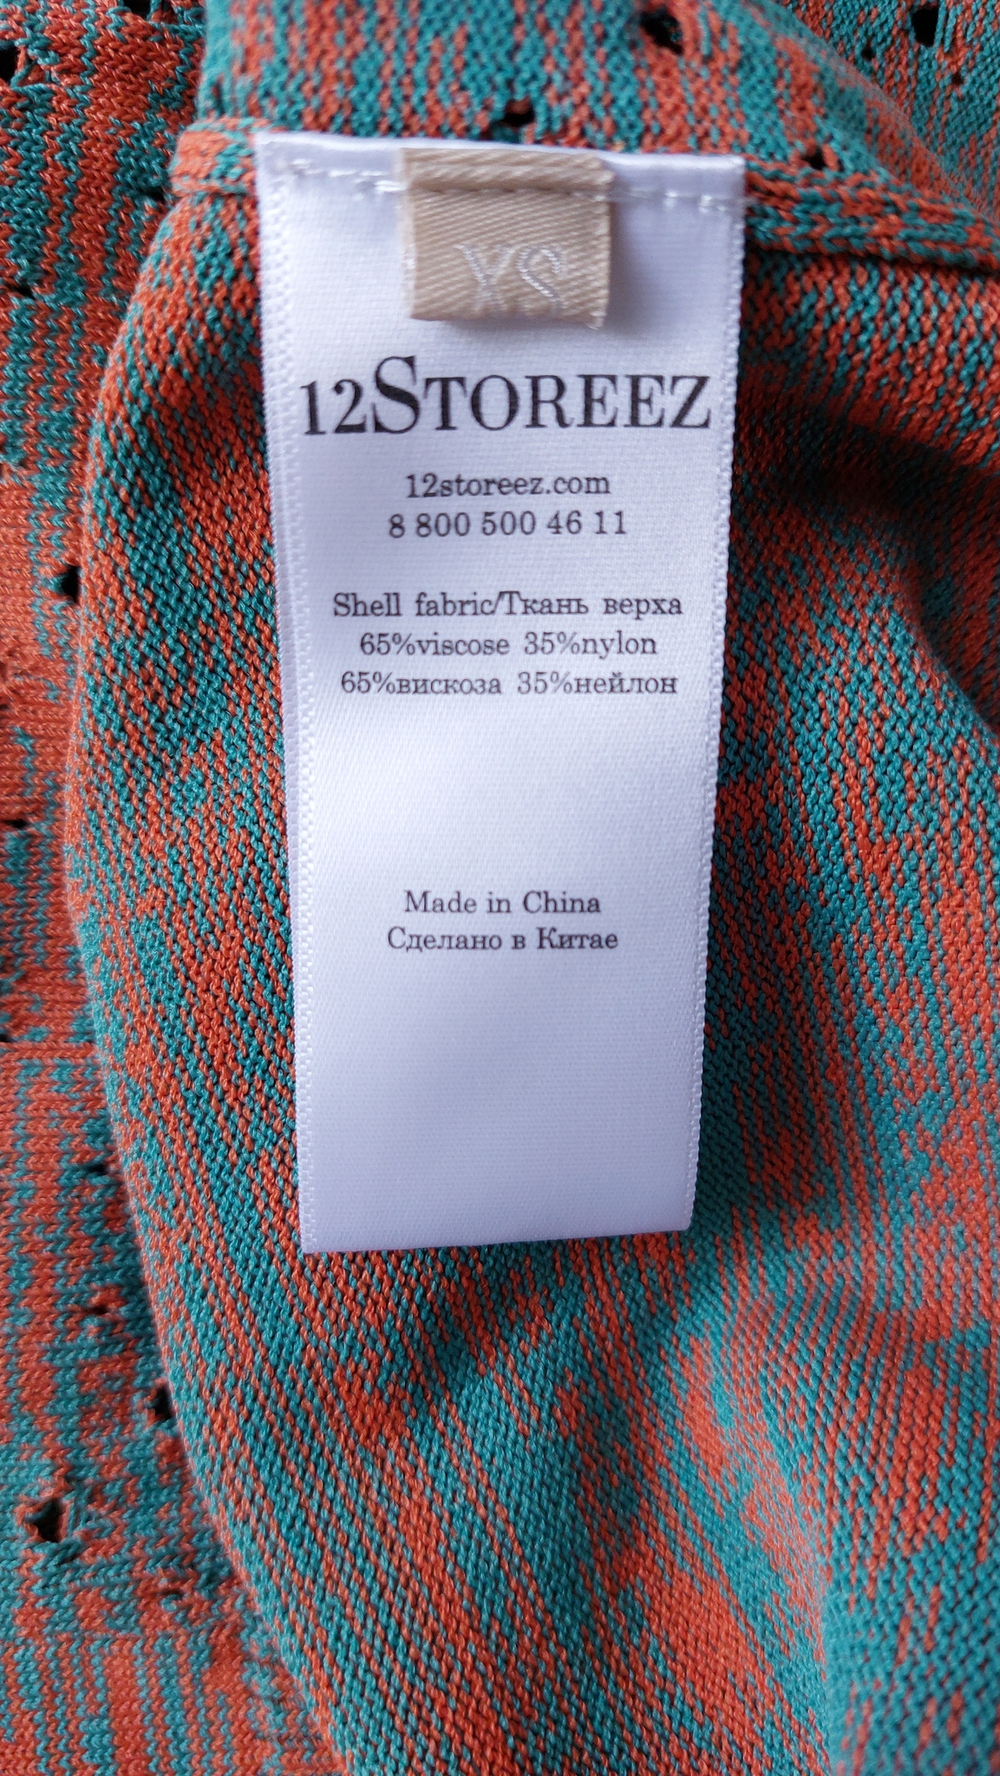 XS
12STOREEZ
12storeez.com
8 800 500 46 11
Shell fabric/Ткань верха
65%viscose 35%nylon
65%вискоза 35%нейлон
Made in China
Сделано в Китае